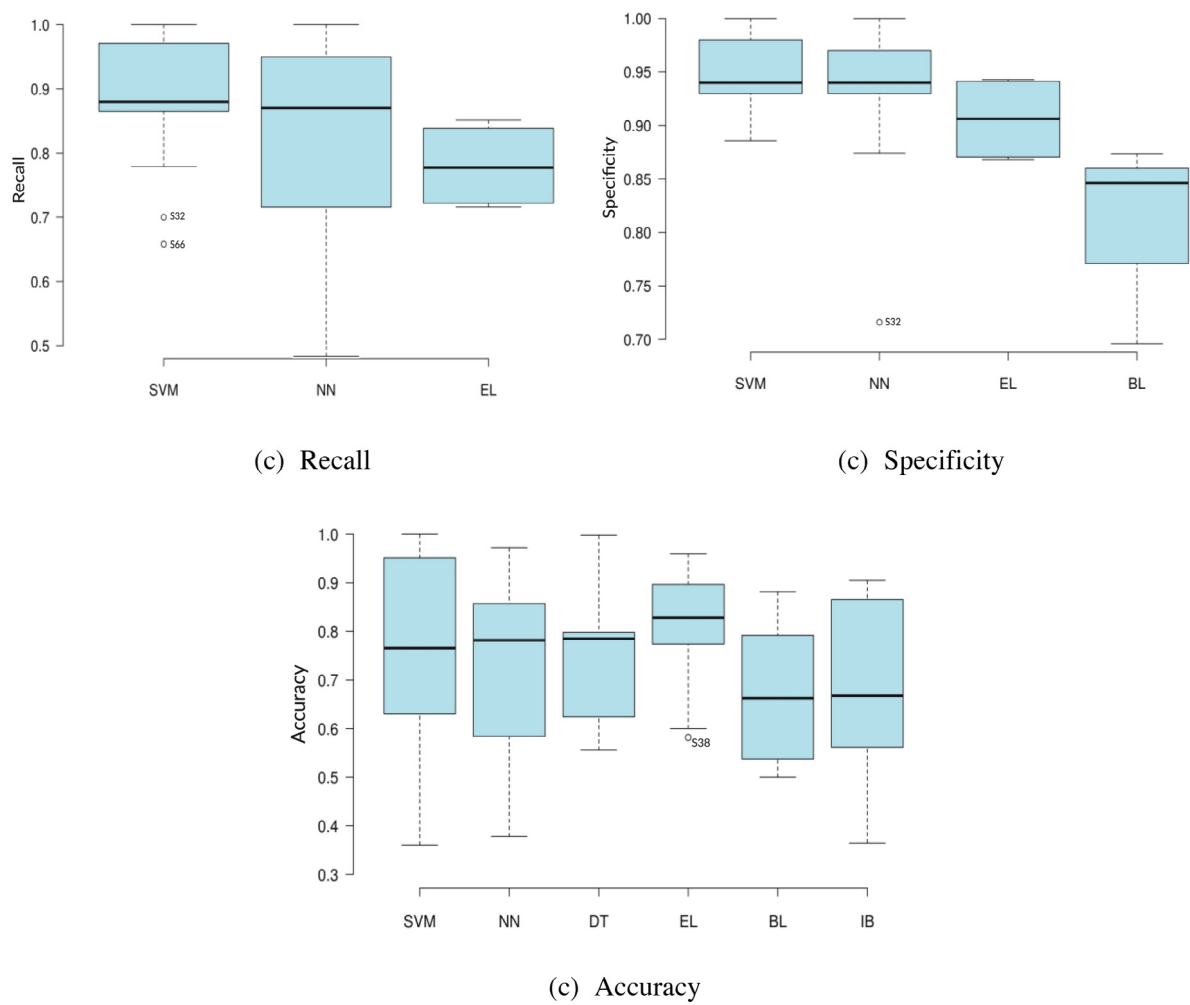 Recall
1.0
0.9
0.8
0.7
0.6
0.5
S32
S66
SVM NN EL
(c) Recall
Specificity
1.00
0.95
0.90
0.85
0.80
0.75
0.70
S32
SVM NN EL BL
(c) Specificity
Accuracy
1.0
0.9
0.8
0.7
0.6
0.5
0.4
0.3
S38
SVM NN DT EL BL IB
(c) Accuracy